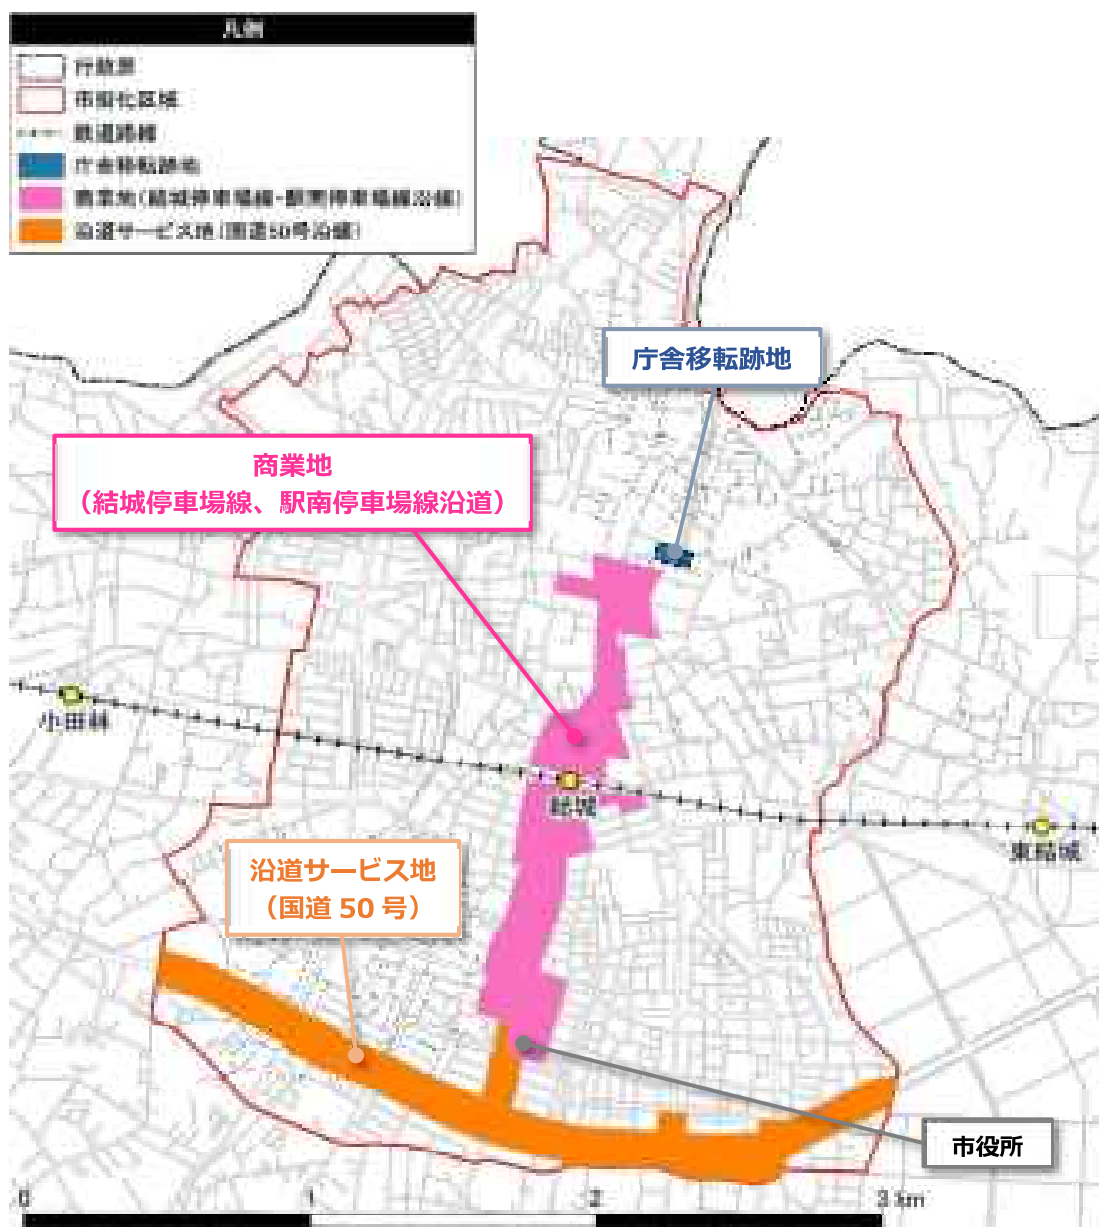 凡例
行政界
市街化区域
鉄道路線
庁舎移転跡地
商業地(結城停車場線・駅南停車場線沿線)
沿道サービス地(国道50号沿線)
庁舎移転跡地
商業地
(結城停車場線、駅南停車場線沿道)
小田林
結城
東結城
沿道サービス地
(国道 50 号)
市役所
0 1 2 3 km